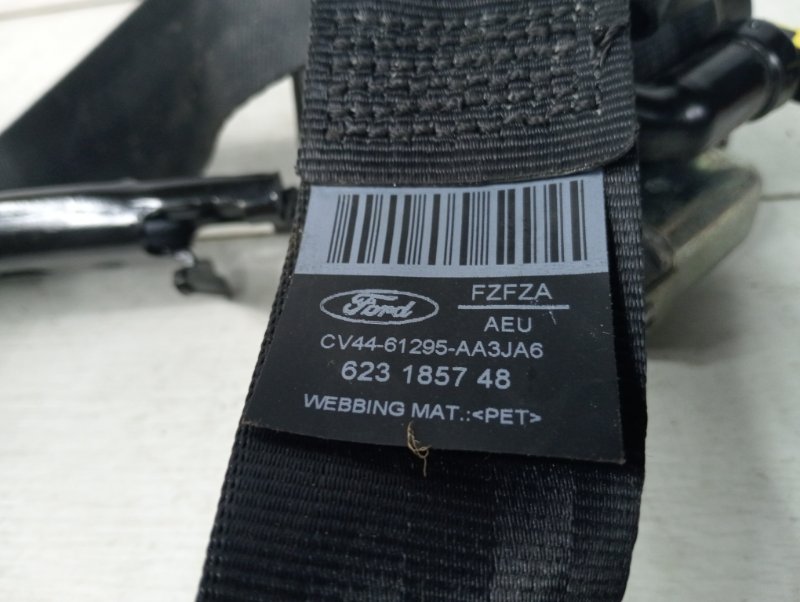 Ford
FZFZA
AEU
CV44-61295-AA3JA6
623 1857 48
WEBBING MAT.:<PET>